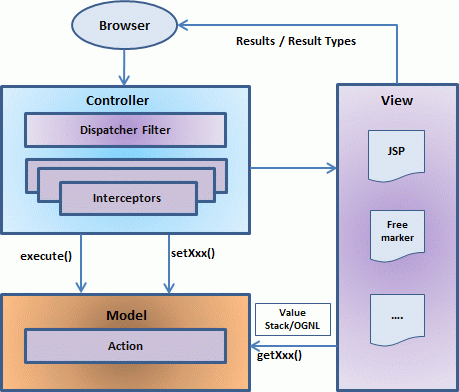 Browser
Results / Result Types
Controller
Dispatcher Filter
Interceptors
View
JSP
Free
marker
....
execute()
setXxx()
Model
Action
Value
Stack/OGNL
getXxx()